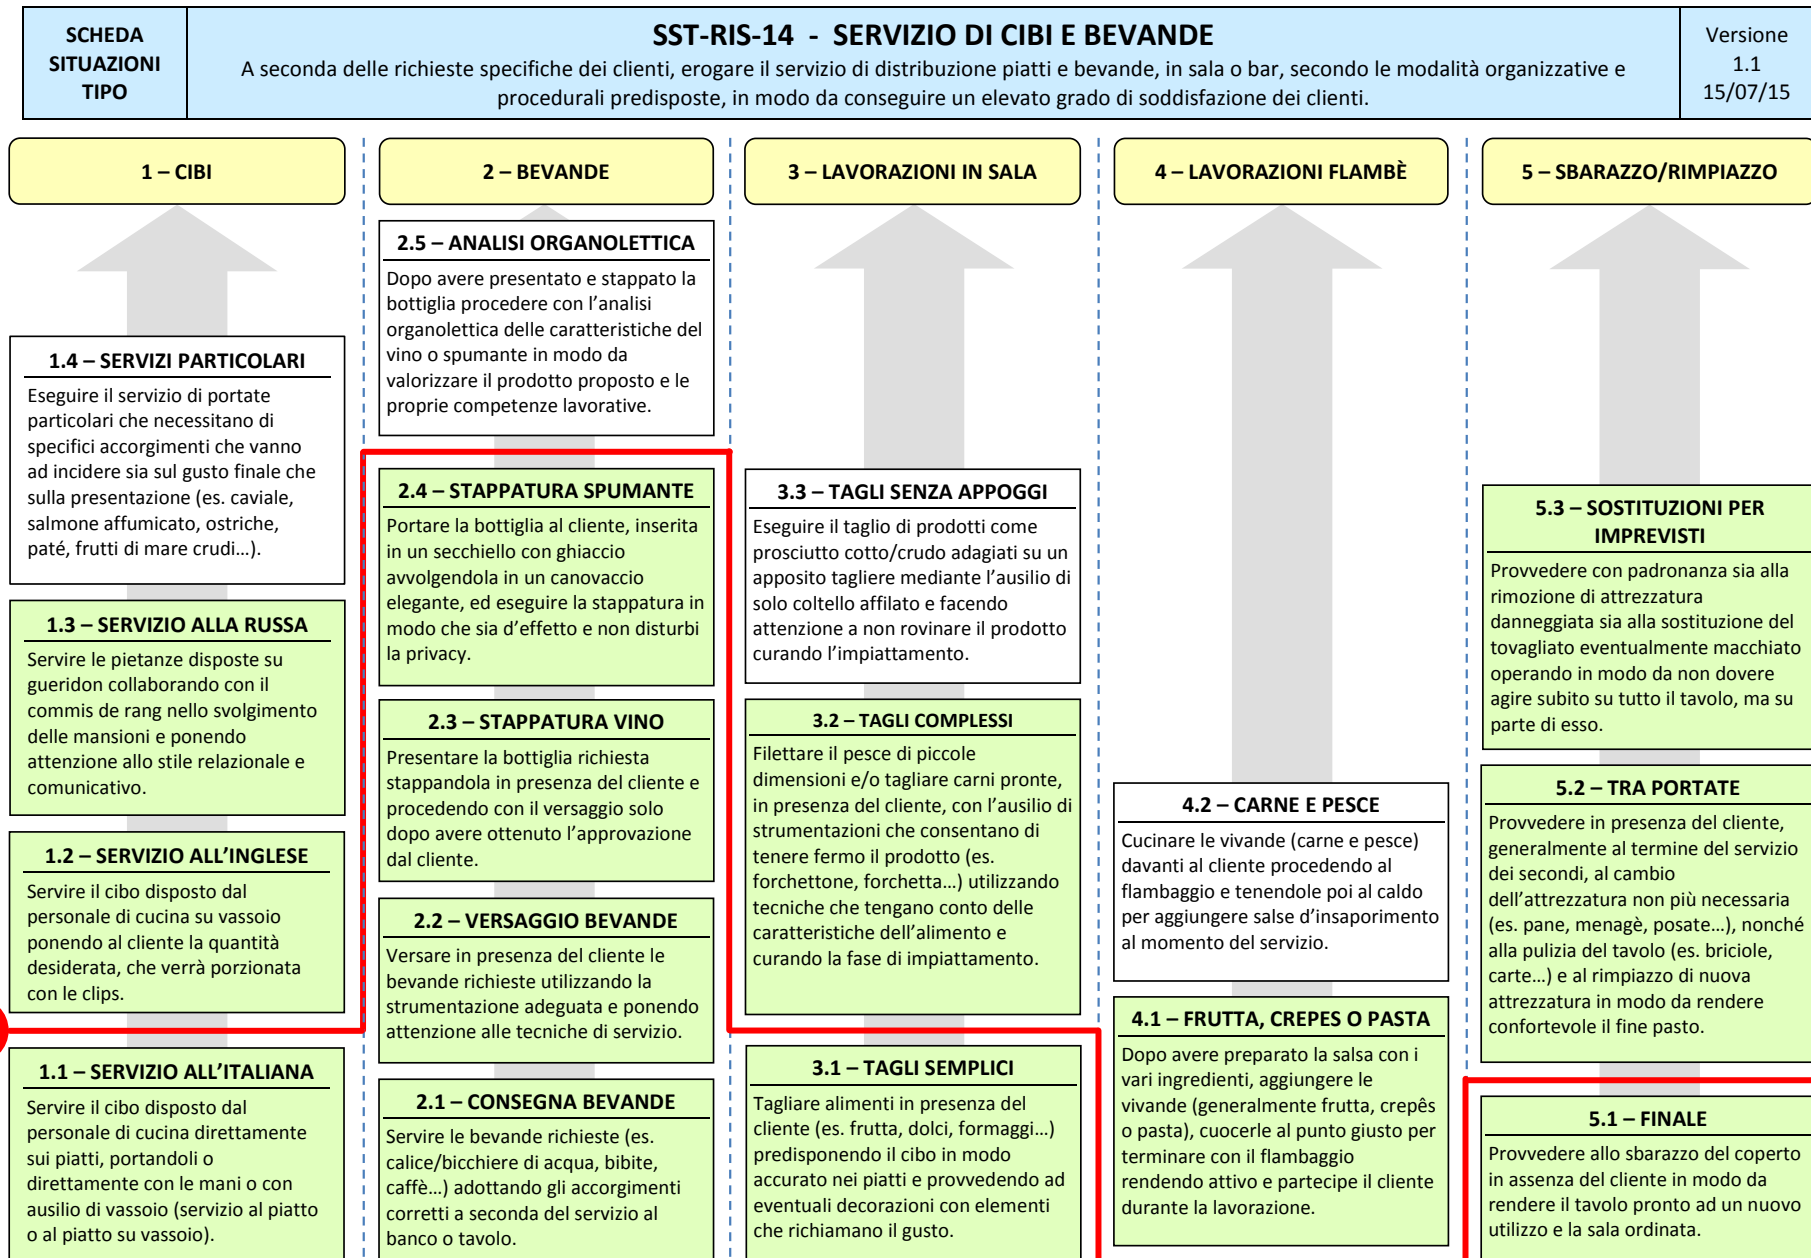 SCHEDA
SITUAZIONI
TIPO
SST-RIS-14 - SERVIZIO DI CIBI E BEVANDE
A seconda delle richieste specifiche dei clienti, erogare il servizio di distribuzione piatti e bevande, in sala o bar, secondo le modalità organizzative e
procedurali predisposte, in modo da conseguire un elevato grado di soddisfazione dei clienti.
Versione
1.1
15/07/15
1 – CIBI
1.4 – SERVIZI PARTICOLARI
Eseguire il servizio di portate
particolari che necessitano di
specifici accorgimenti che vanno
ad incidere sia sul gusto finale che
sulla presentazione (es. caviale,
salmone affumicato, ostriche,
paté, frutti di mare crudi…).
1.3 – SERVIZIO ALLA RUSSA
Servire le pietanze disposte su
gueridon collaborando con il
commis de rang nello svolgimento
delle mansioni e ponendo
attenzione allo stile relazionale e
comunicativo.
1.2 – SERVIZIO ALL’INGLESE
Servire il cibo disposto dal
personale di cucina su vassoio
ponendo al cliente la quantità
desiderata, che verrà porzionata
con le clips.
1.1 – SERVIZIO ALL’ITALIANA
Servire il cibo disposto dal
personale di cucina direttamente
sui piatti, portandoli o
direttamente con le mani o con
ausilio di vassoio (servizio al piatto
o al piatto su vassoio).
2 – BEVANDE
2.5 – ANALISI ORGANOLETTICA
Dopo avere presentato e stappato la
bottiglia procedere con l’analisi
organolettica delle caratteristiche del
vino o spumante in modo da
valorizzare il prodotto proposto e le
proprie competenze lavorative.
2.4 – STAPPATURA SPUMANTE
Portare la bottiglia al cliente, inserita
in un secchiello con ghiaccio
avvolgendola in un canovaccio
elegante, ed eseguire la stappatura in
modo che sia d’effetto e non disturbi
la privacy.
2.3 – STAPPATURA VINO
Presentare la bottiglia richiesta
stappandola in presenza del cliente e
procedendo con il versaggio solo
dopo avere ottenuto l’approvazione
dal cliente.
2.2 – VERSAGGIO BEVANDE
Versare in presenza del cliente le
bevande richieste utilizzando la
strumentazione adeguata e ponendo
attenzione alle tecniche di servizio.
2.1 – CONSEGNA BEVANDE
Servire le bevande richieste (es.
calice/bicchiere di acqua, bibite,
caffè…) adottando gli accorgimenti
corretti a seconda del servizio al
banco o tavolo.
3 – LAVORAZIONI IN SALA
3.3 – TAGLI SENZA APPOGGI
Eseguire il taglio di prodotti come
prosciutto cotto/crudo adagiati su un
apposito tagliere mediante l’ausilio di
solo coltello affilato e facendo
attenzione a non rovinare il prodotto
curando l’impiattamento.
3.2 – TAGLI COMPLESSI
Filettare il pesce di piccole
dimensioni e/o tagliare carni pronte,
in presenza del cliente, con l’ausilio di
strumentazioni che consentano di
tenere fermo il prodotto (es.
forchettone, forchetta…) utilizzando
tecniche che tengano conto delle
caratteristiche dell’alimento e
curando la fase di impiattamento.
3.1 – TAGLI SEMPLICI
Tagliare alimenti in presenza del
cliente (es. frutta, dolci, formaggi…)
predisponendo il cibo in modo
accurato nei piatti e provvedendo ad
eventuali decorazioni con elementi
che richiamano il gusto.
4 – LAVORAZIONI FLAMBÈ
4.2 – CARNE E PESCE
Cucinare le vivande (carne e pesce)
davanti al cliente procedendo al
flambaggio e tenendole poi al caldo
per aggiungere salse d’insaporimento
al momento del servizio.
4.1 – FRUTTA, CREPES O PASTA
Dopo avere preparato la salsa con i
vari ingredienti, aggiungere le
vivande (generalmente frutta, crepês
o pasta), cuocerle al punto giusto per
terminare con il flambaggio
rendendo attivo e partecipe il cliente
durante la lavorazione.
5 – SBARAZZO/RIMPIAZZO
5.3 – SOSTITUZIONI PER
IMPREVISTI
Provvedere con padronanza sia alla
rimozione di attrezzatura
danneggiata sia alla sostituzione del
tovagliato eventualmente macchiato
operando in modo da non dovere
agire subito su tutto il tavolo, ma su
parte di esso.
5.2 – TRA PORTATE
Provvedere in presenza del cliente,
generalmente al termine del servizio
dei secondi, al cambio
dell’attrezzatura non più necessaria
(es. pane, menagè, posate…), nonché
alla pulizia del tavolo (es. briciole,
carte…) e al rimpiazzo di nuova
attrezzatura in modo da rendere
confortevole il fine pasto.
5.1 – FINALE
Provvedere allo sbarazzo del coperto
in assenza del cliente in modo da
rendere il tavolo pronto ad un nuovo
utilizzo e la sala ordinata.